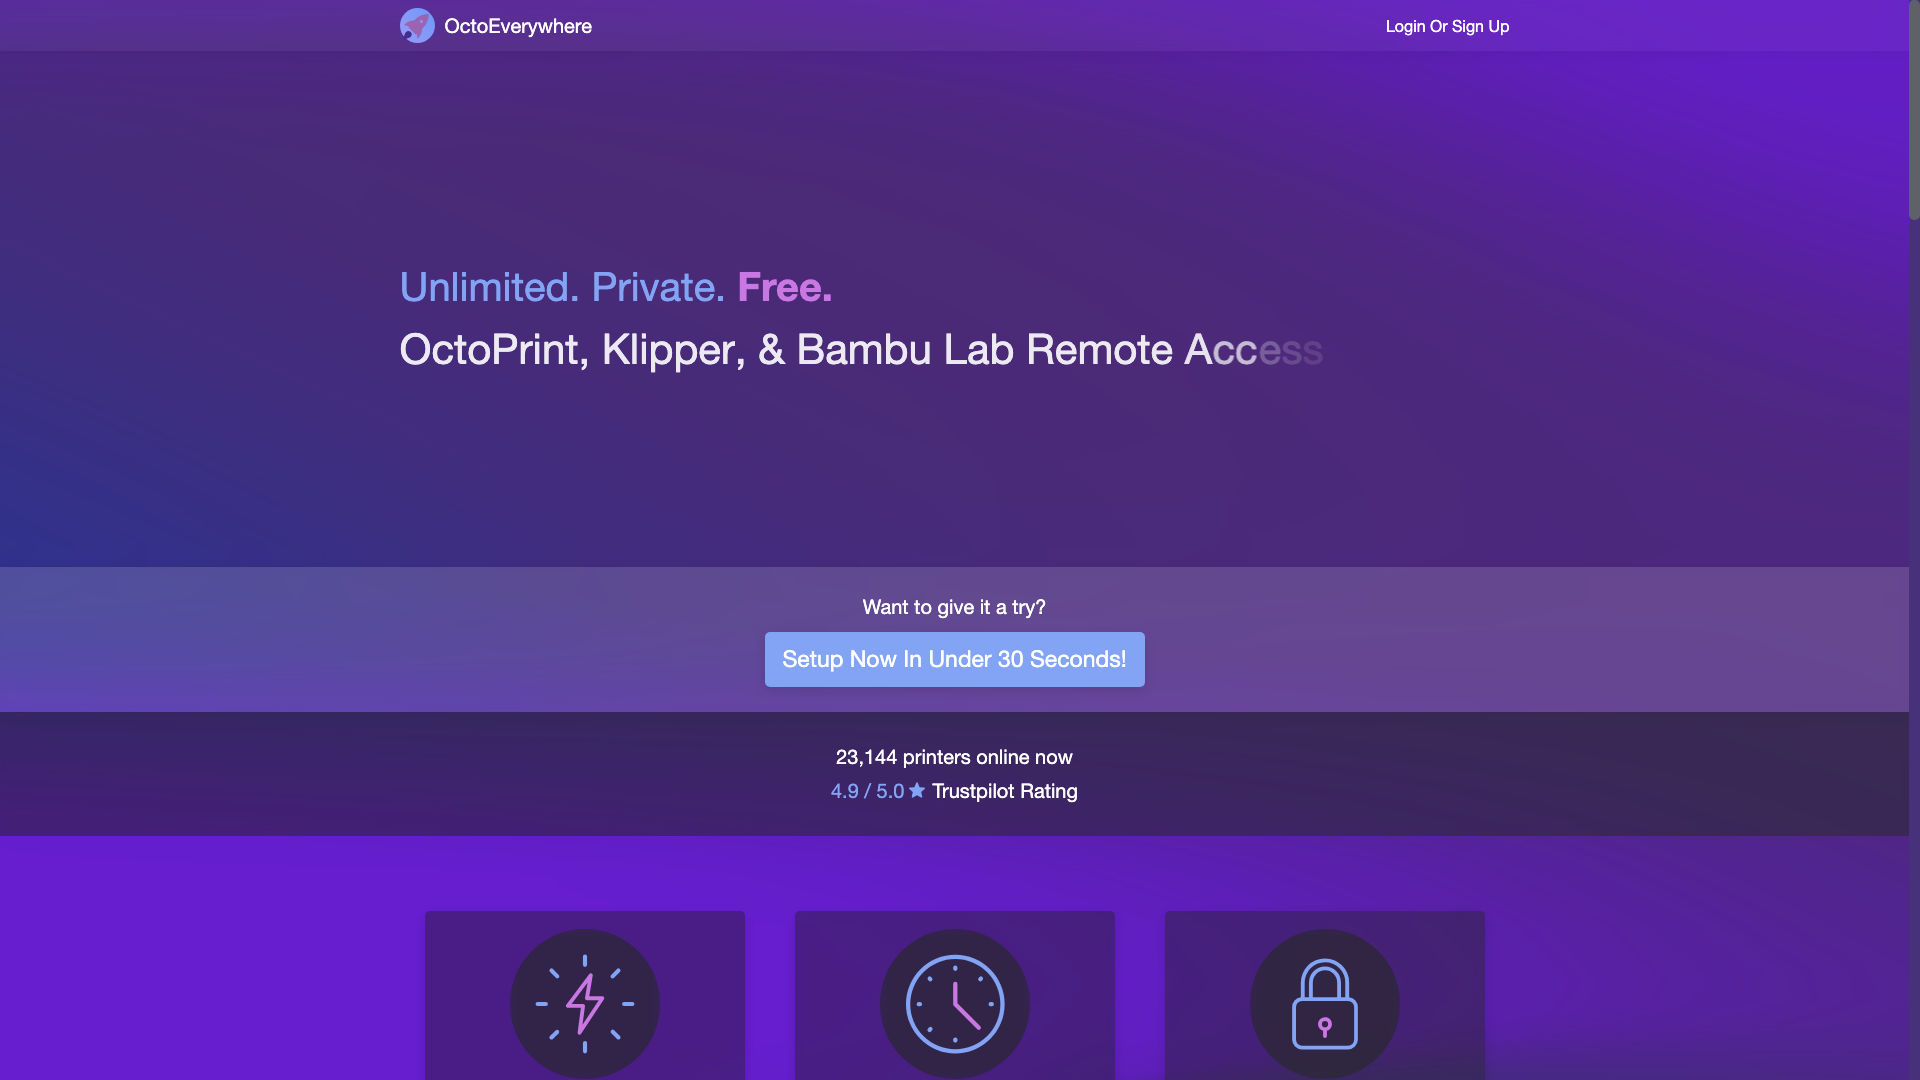 OctoEverywhere
Login Or Sign Up
Unlimited. Private. Free.
OctoPrint, Klipper, & Bambu Lab Remote Access
Want to give it a try?
Setup Now In Under 30 Seconds!
23,144 printers online now
4.9 / 5.0 ★ Trustpilot Rating